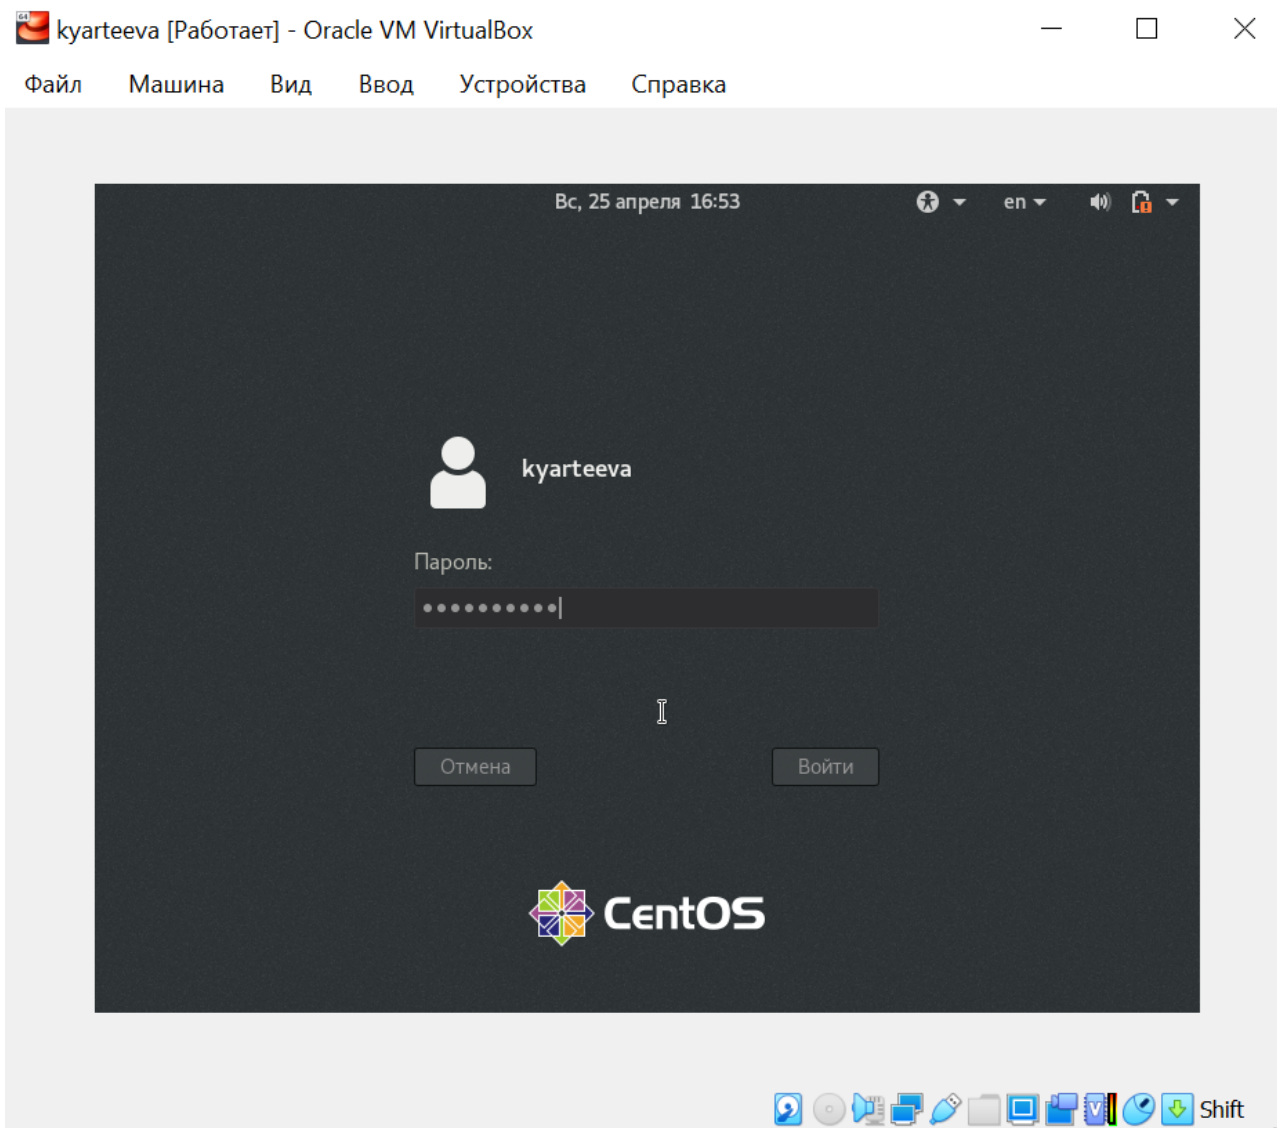 kyarteeva [Работает] - Oracle VM VirtualBox
Файл Машина Вид Ввод Устройства Справка
Вс, 25 апреля 16:53 en
kyarteeva
Пароль:
Отмена Войти
CentOS
Shift